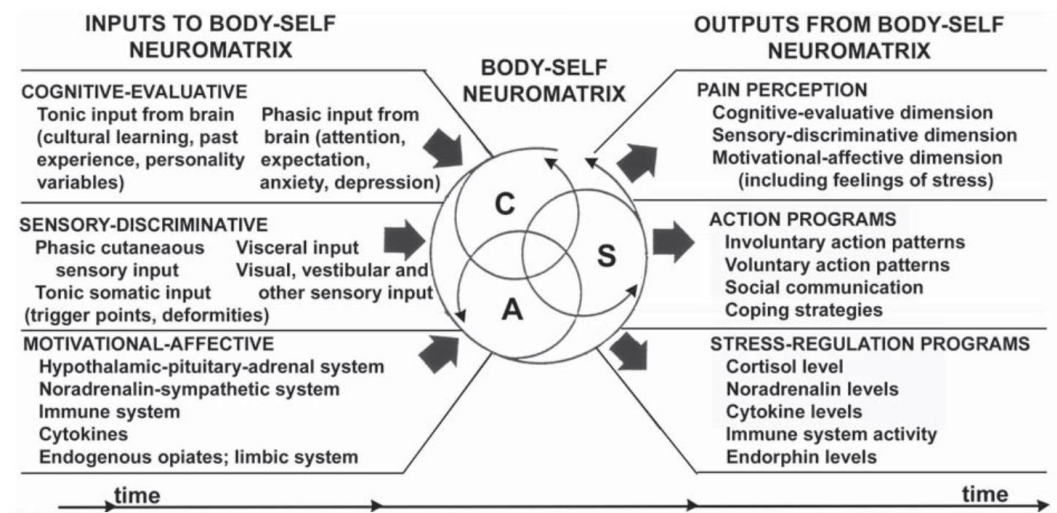 INPUTS TO BODY-SELF
NEUROMATRIX
COGNITIVE-EVALUATIVE
Tonic input from brain
(cultural learning, past
experience, personality
variables)
Phasic input from
brain (attention,
expectation,
anxiety, depression)
SENSORY-DISCRIMINATIVE
Phasic cutaneaous
sensory input
Tonic somatic input
(trigger points, deformities)
Visceral input
Visual, vestibular and
other sensory input
MOTIVATIONAL-AFFECTIVE
Hypothalamic-pituitary-adrenal system
Noradrenalin-sympathetic system
Immune system
Cytokines
Endogenous opiates; limbic system
BODY-SELF
NEUROMATRIX
C
S
A
OUTPUTS FROM BODY-SELF
NEUROMATRIX
PAIN PERCEPTION
Cognitive-evaluative dimension
Sensory-discriminative dimension
Motivational-affective dimension
(including feelings of stress)
ACTION PROGRAMS
Involuntary action patterns
Voluntary action patterns
Social communication
Coping strategies
STRESS-REGULATION PROGRAMS
Cortisol level
Noradrenalin levels
Cytokine levels
Immune system activity
Endorphin levels
time
time